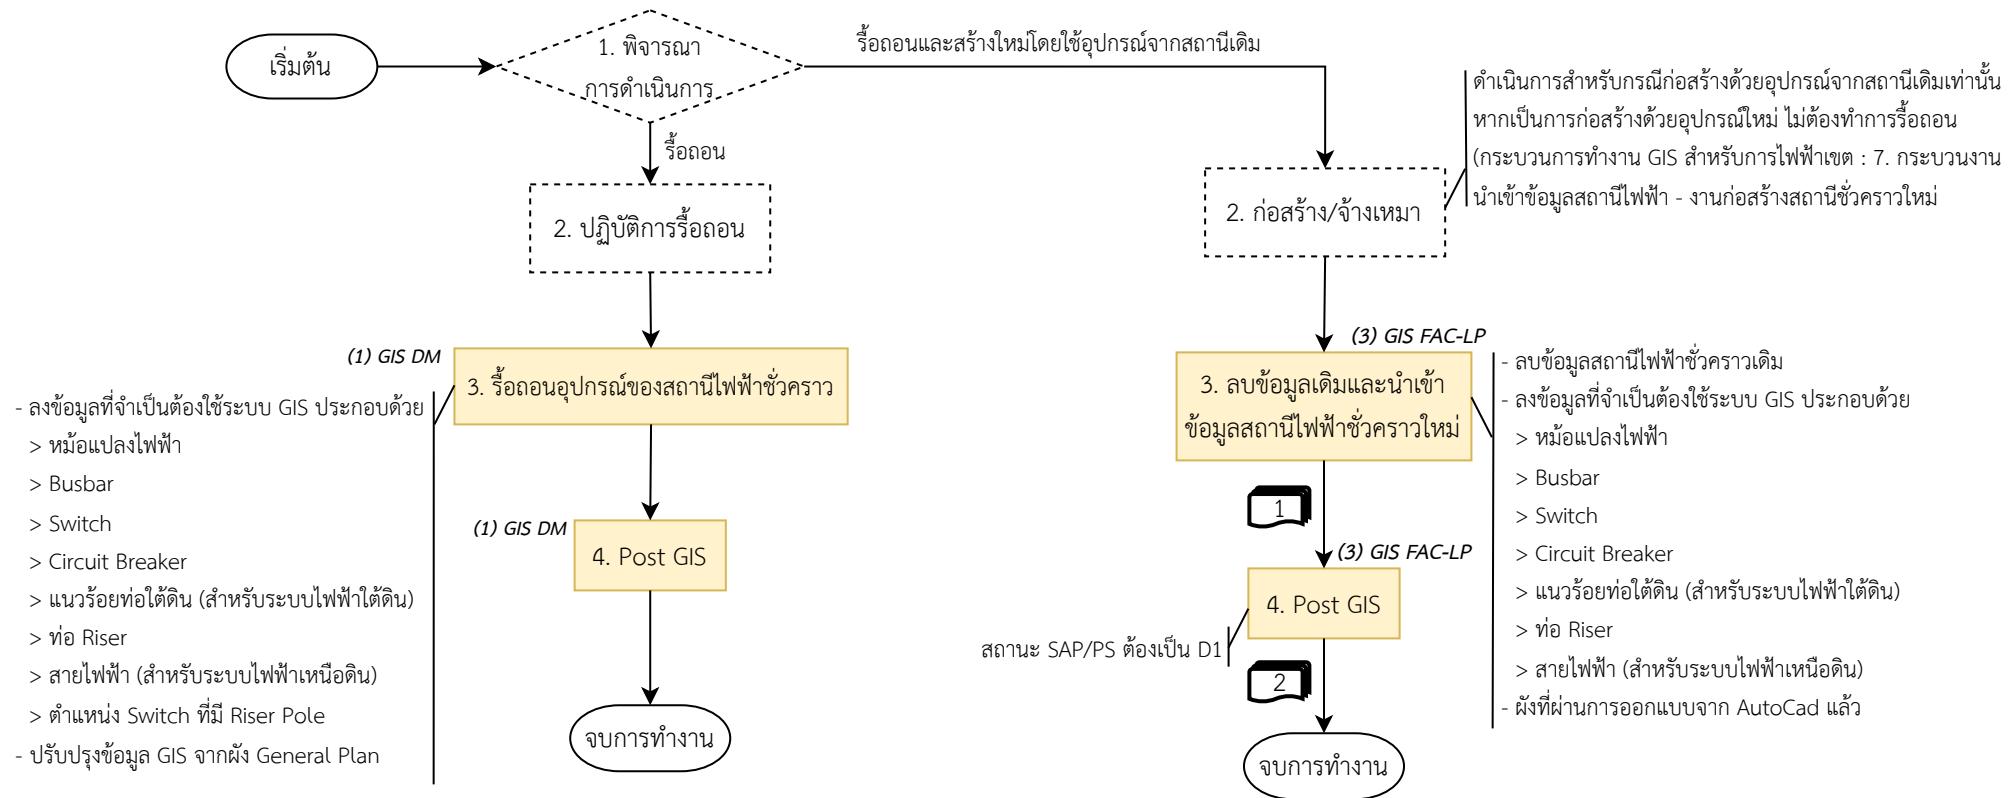 เริ่มต้น
1. พิจารณา
การดำเนินการ
รื้อถอนและสร้างใหม่โดยใช้อุปกรณ์จากสถานีเดิม
รื้อถอน
2. ปฏิบัติการรื้อถอน
(1) GIS DM
3. รื้อถอนอุปกรณ์ของสถานีไฟฟ้าชั่วคราว
- ลงข้อมูลที่จำเป็นต้องใช้ระบบ GIS ประกอบด้วย
> หม้อแปลงไฟฟ้า
> Busbar
> Switch
> Circuit Breaker
> แนวร้อยท่อใต้ดิน (สำหรับระบบไฟฟ้าใต้ดิน)
> ท่อ Riser
> สายไฟฟ้า (สำหรับระบบไฟฟ้าเหนือดิน)
> ตำแหน่ง Switch ที่มี Riser Pole
- ปรับปรุงข้อมูล GIS จากผัง General Plan
(1) GIS DM
4. Post GIS
จบการทำงาน
ดำเนินการสำหรับกรณีก่อสร้างด้วยอุปกรณ์จากสถานีเดิมเท่านั้น
หากเป็นการก่อสร้างด้วยอุปกรณ์ใหม่ ไม่ต้องทำการรื้อถอน
(กระบวนการทำงาน GIS สำหรับการไฟฟ้าเขต : 7. กระบวนงาน
นำเข้าข้อมูลสถานีไฟฟ้า - งานก่อสร้างสถานีชั่วคราวใหม่
2. ก่อสร้าง/จ้างเหมา
(3) GIS FAC-LP
3. ลบข้อมูลเดิมและนำเข้า
ข้อมูลสถานีไฟฟ้าชั่วคราวใหม่
- ลบข้อมูลสถานีไฟฟ้าชั่วคราวเดิม
- ลงข้อมูลที่จำเป็นต้องใช้ระบบ GIS ประกอบด้วย
> หม้อแปลงไฟฟ้า
> Busbar
> Switch
> Circuit Breaker
> แนวร้อยท่อใต้ดิน (สำหรับระบบไฟฟ้าใต้ดิน)
> ท่อ Riser
> สายไฟฟ้า (สำหรับระบบไฟฟ้าเหนือดิน)
- ผังที่ผ่านการออกแบบจาก AutoCad แล้ว
1
(3) GIS FAC-LP
4. Post GIS
สถานะ SAP/PS ต้องเป็น D1
2
จบการทำงาน